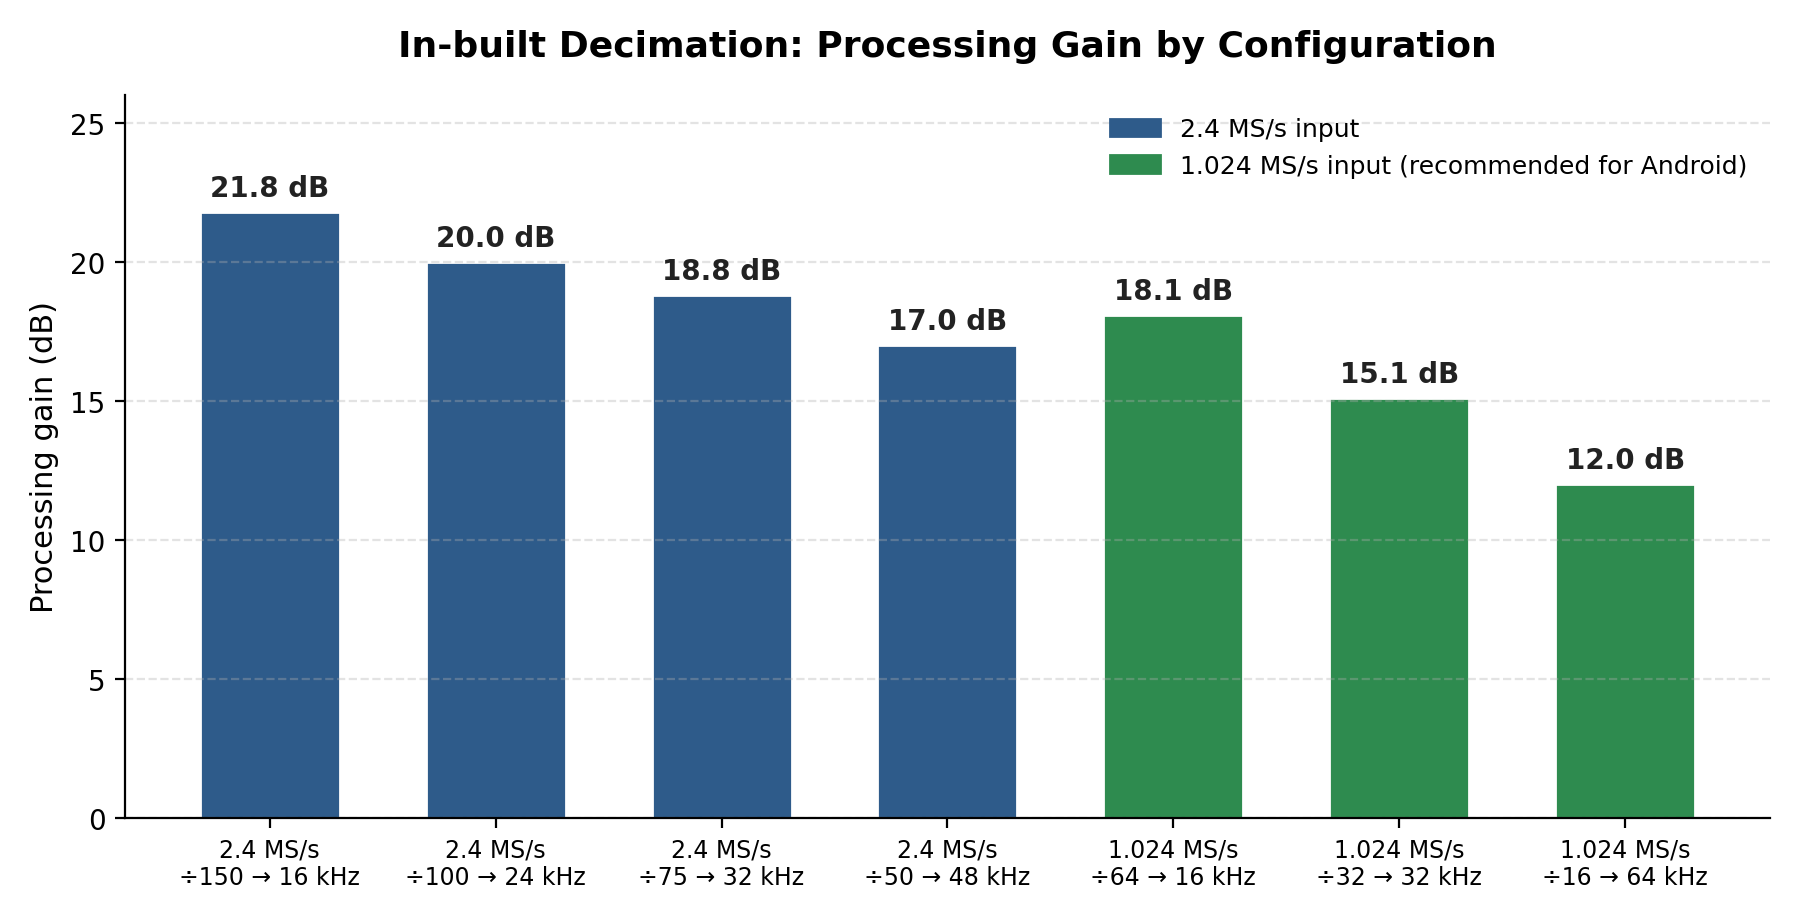 In-built Decimation: Processing Gain by Configuration
2.4 MS/s input
1.024 MS/s input (recommended for Android)
Processing gain (dB)
25
20
15
10
5
0
21.8 dB
20.0 dB
18.8 dB
17.0 dB
18.1 dB
15.1 dB
12.0 dB
2.4 MS/s
÷150 → 16 kHz
2.4 MS/s
÷100 → 24 kHz
2.4 MS/s
÷75 → 32 kHz
2.4 MS/s
÷50 → 48 kHz
1.024 MS/s
÷64 → 16 kHz
1.024 MS/s
÷32 → 32 kHz
1.024 MS/s
÷16 → 64 kHz